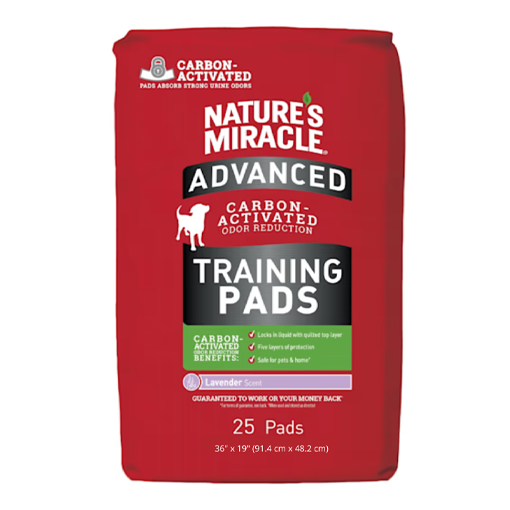 CARBON-
ACTIVATED
PADS ABSORB STRONG URINE ODORS
NATURE'S
MIRACLE®
ADVANCED
CARBON-
ACTIVATED
ODOR REDUCTION
TRAINING
PADS
CARBON-
ACTIVATED
ODOR REDUCTION
BENEFITS:
Locks in liquid with quilted top layer
Five layers of protection
Safe for pets & home*
Lavender Scent
GUARANTEED TO WORK OR YOUR MONEY BACK*
25 Pads
36" x 19" (91.4 cm x 48.2 cm)